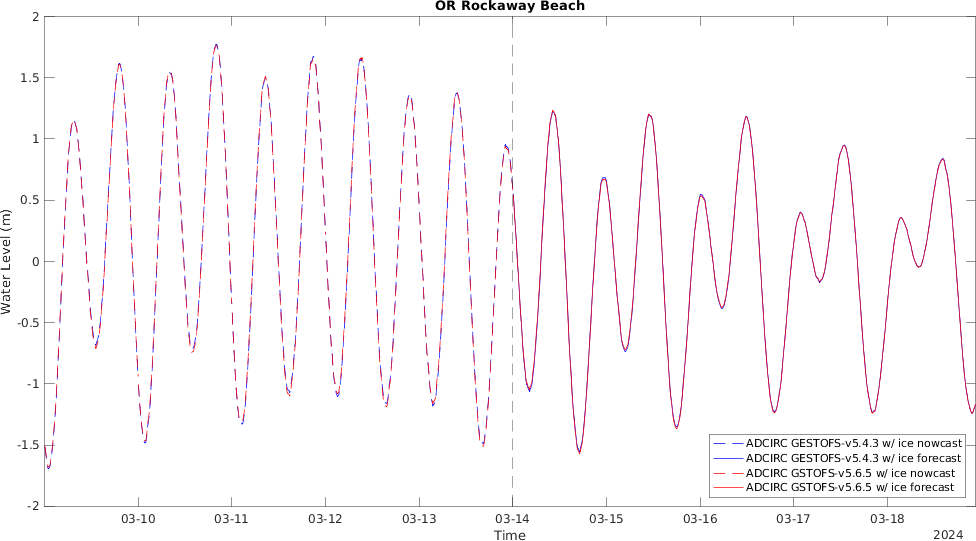 OR Rockaway Beach
2
1.5
1
0.5
0
-0.5
-1
-1.5
-2
Water Level (m)
03-10 03-11 03-12 03-13 03-14 03-15 03-16 03-17 03-18
Time
2024
ADCIRC GESTOFS-v5.4.3 w/ ice nowcast
ADCIRC GESTOFS-v5.4.3 w/ ice forecast
ADCIRC GSTOFS-v5.6.5 w/ ice nowcast
ADCIRC GSTOFS-v5.6.5 w/ ice forecast